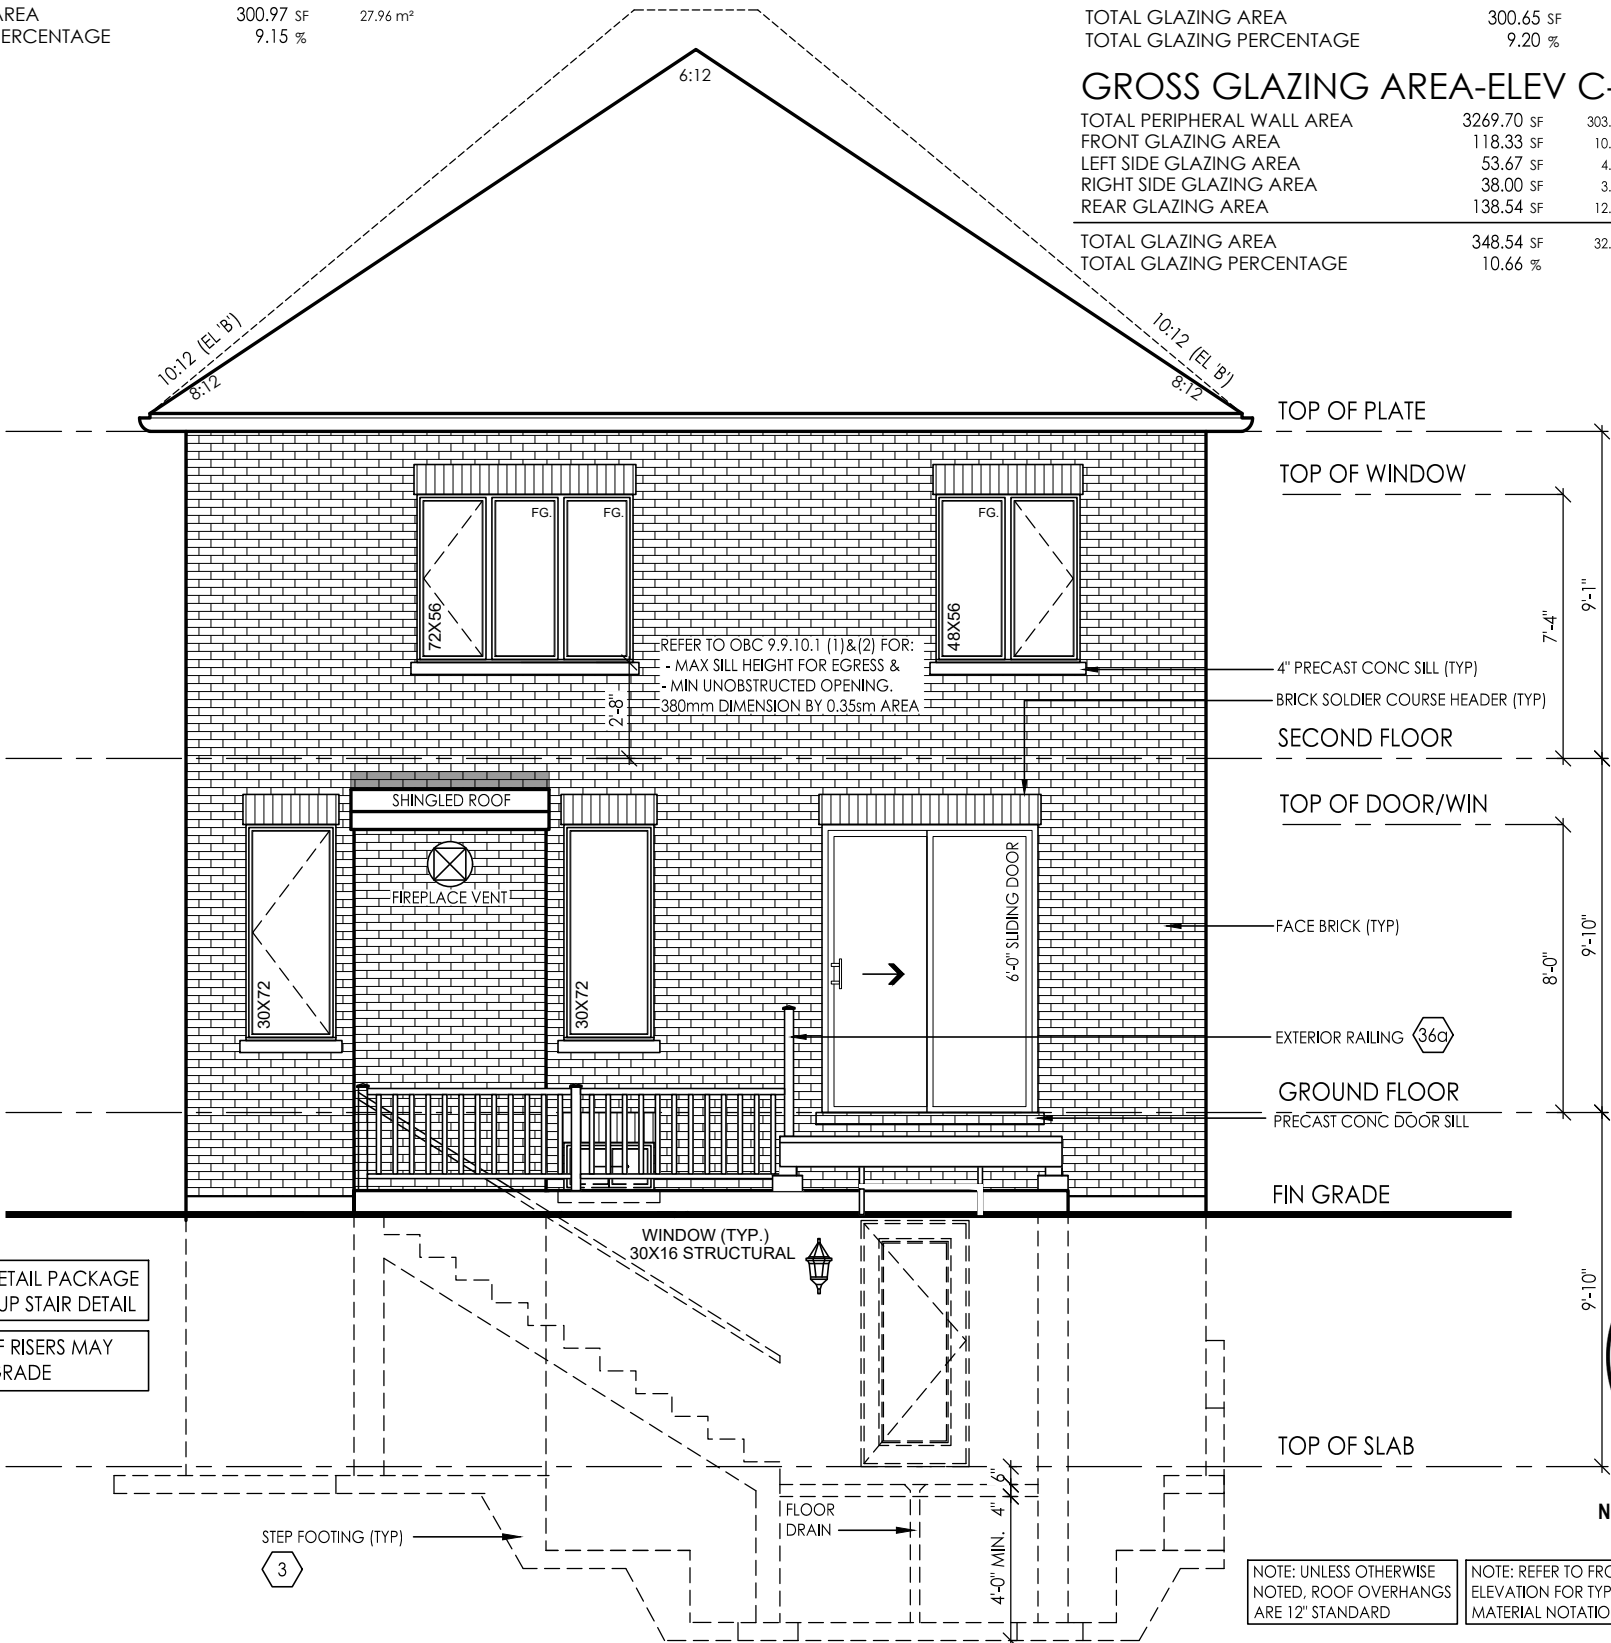 AREA 300.97 SF 27.96 m²
PERCENTAGE 9.15 %
TOTAL GLAZING AREA 300.65 SF
TOTAL GLAZING PERCENTAGE 9.20 %
GROSS GLAZING AREA-ELEV C-
TOTAL PERIPHERAL WALL AREA 3269.70 SF 303.
FRONT GLAZING AREA 118.33 SF 10.
LEFT SIDE GLAZING AREA 53.67 SF 4.
RIGHT SIDE GLAZING AREA 38.00 SF 3.
REAR GLAZING AREA 138.54 SF 12.
TOTAL GLAZING AREA 348.54 SF 32.
TOTAL GLAZING PERCENTAGE 10.66 %
6:12
10:12 (EL 'B')
8:12
10:12 (EL 'B')
8:12
TOP OF PLATE
TOP OF WINDOW
FG.
FG.
72X56
FG.
48X56
7'-4"
9'-1"
REFER TO OBC 9.9.10.1 (1)&(2) FOR:
- MAX SILL HEIGHT FOR EGRESS &
- MIN UNOBSTRUCTED OPENING.
380mm DIMENSION BY 0.35sm AREA
2'-8"
4" PRECAST CONC SILL (TYP)
BRICK SOLDIER COURSE HEADER (TYP)
SECOND FLOOR
TOP OF DOOR/WIN
SHINGLED ROOF
FIREPLACE VENT
30X72
30X72
6'-0" SLIDING DOOR
FACE BRICK (TYP)
8'-0"
9'-10"
EXTERIOR RAILING 36a
GROUND FLOOR
PRECAST CONC DOOR SILL
FIN GRADE
WINDOW (TYP.)
30X16 STRUCTURAL
ETAIL PACKAGE
UP STAIR DETAIL
F RISERS MAY
GRADE
9'-10"
TOP OF SLAB
6"
4"
4'-0" MIN.
FLOOR
DRAIN
STEP FOOTING (TYP)
3
N
NOTE: UNLESS OTHERWISE
NOTED, ROOF OVERHANGS
ARE 12" STANDARD
NOTE: REFER TO FRO
ELEVATION FOR TYP
MATERIAL NOTATIO